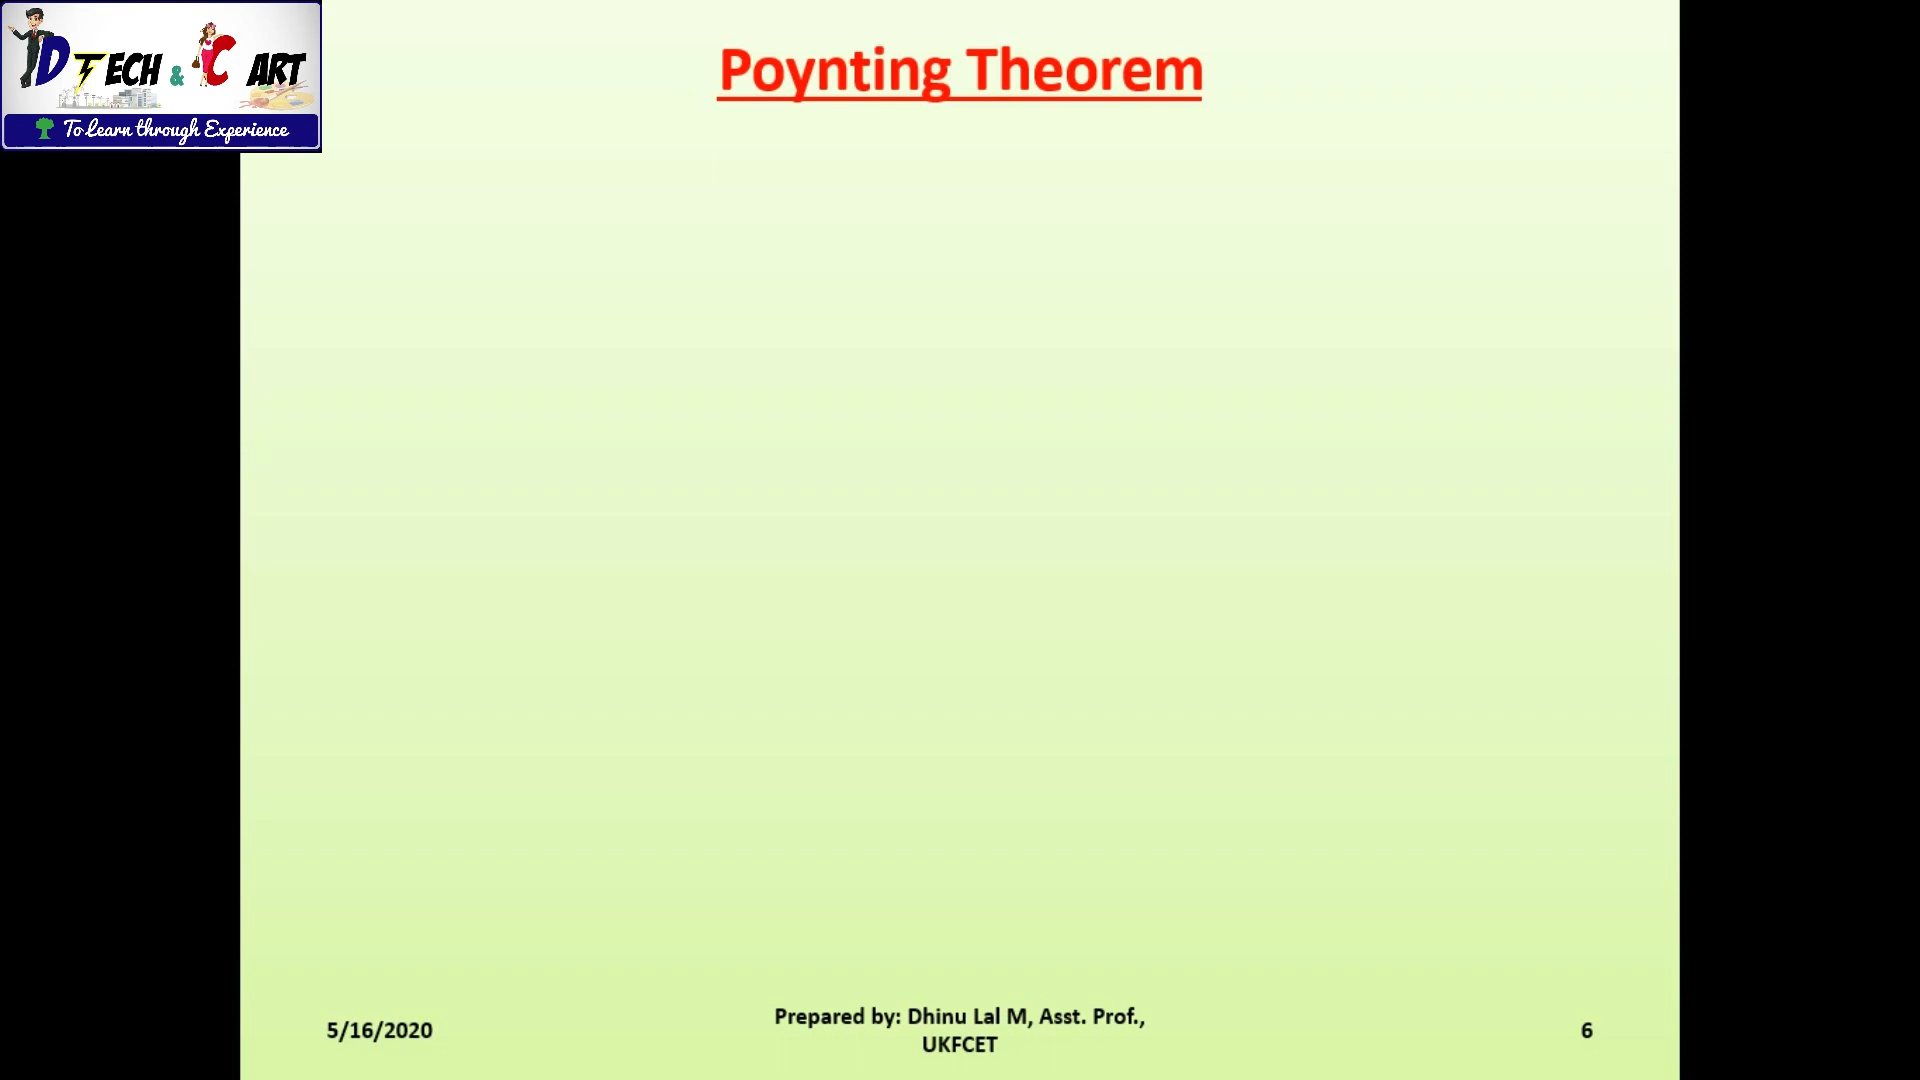 D TECH & C ART
To Learn through Experience
Poynting Theorem
5/16/2020
Prepared by: Dhinu Lal M, Asst. Prof.,
UKFCET
6